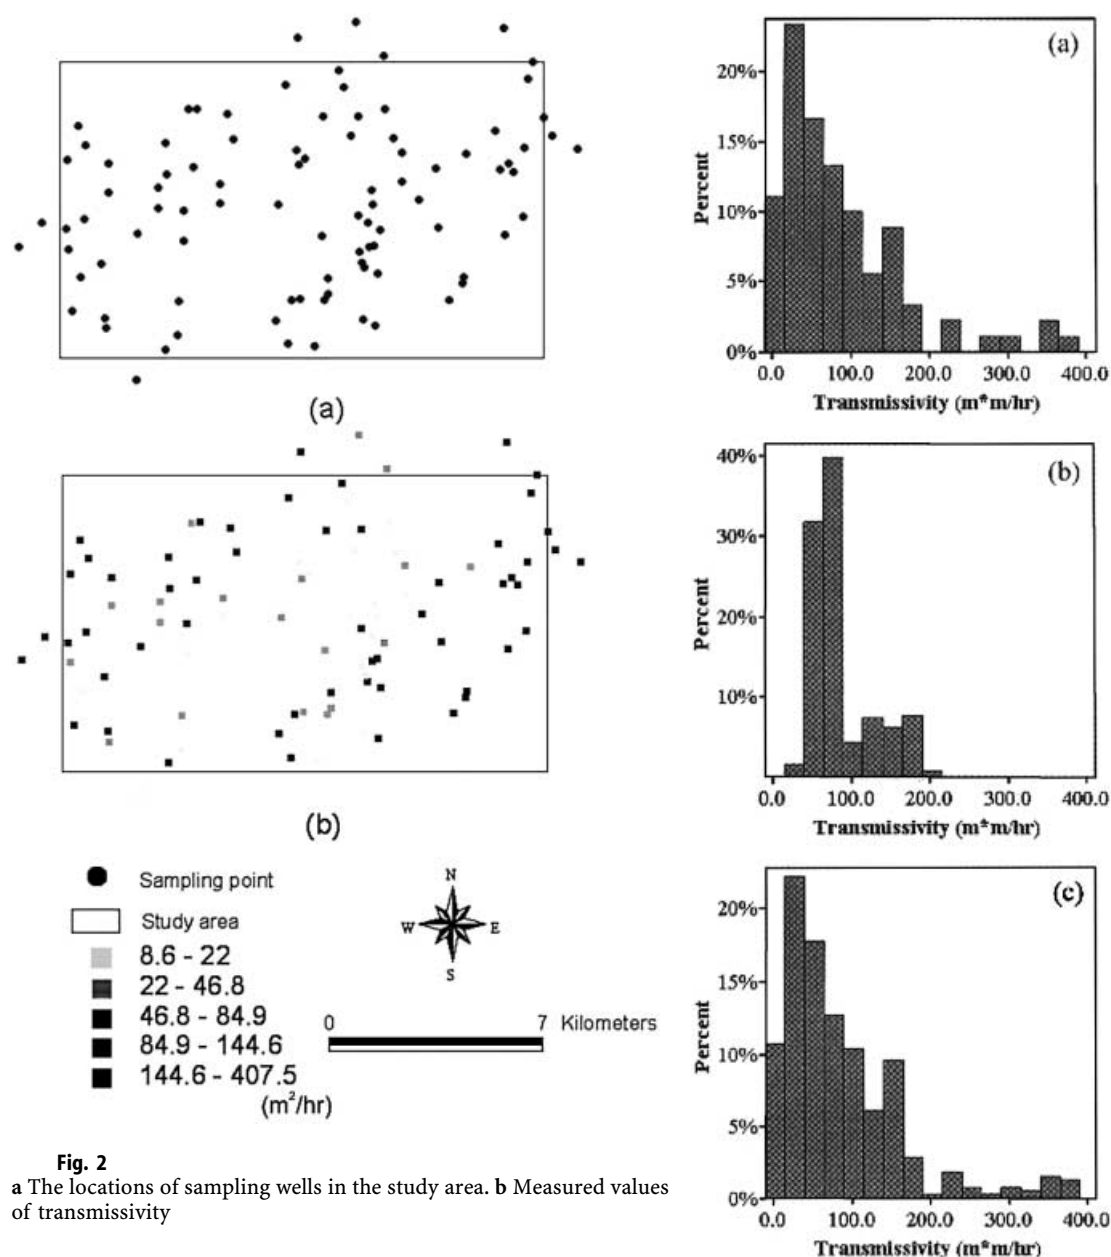 (a)
(b)
Sampling point
Study area
8.6 - 22
22 - 46.8
46.8 - 84.9
84.9 - 144.6
144.6 - 407.5
(m²/hr)
N
W E
S
0 7 Kilometers
Fig. 2
a The locations of sampling wells in the study area. b Measured values
of transmissivity
(a)
Percent
20%
15%
10%
5%
0%
0.0 100.0 200.0 300.0 400.0
Transmissivity (m*m/hr)
(b)
Percent
40%
30%
20%
10%
0.0 100.0 200.0 300.0 400.0
Transmissivity (m*m/hr)
(c)
Percent
20%
15%
10%
5%
0%
0.0 100.0 200.0 300.0 400.0
Transmissivity (m*m/hr)